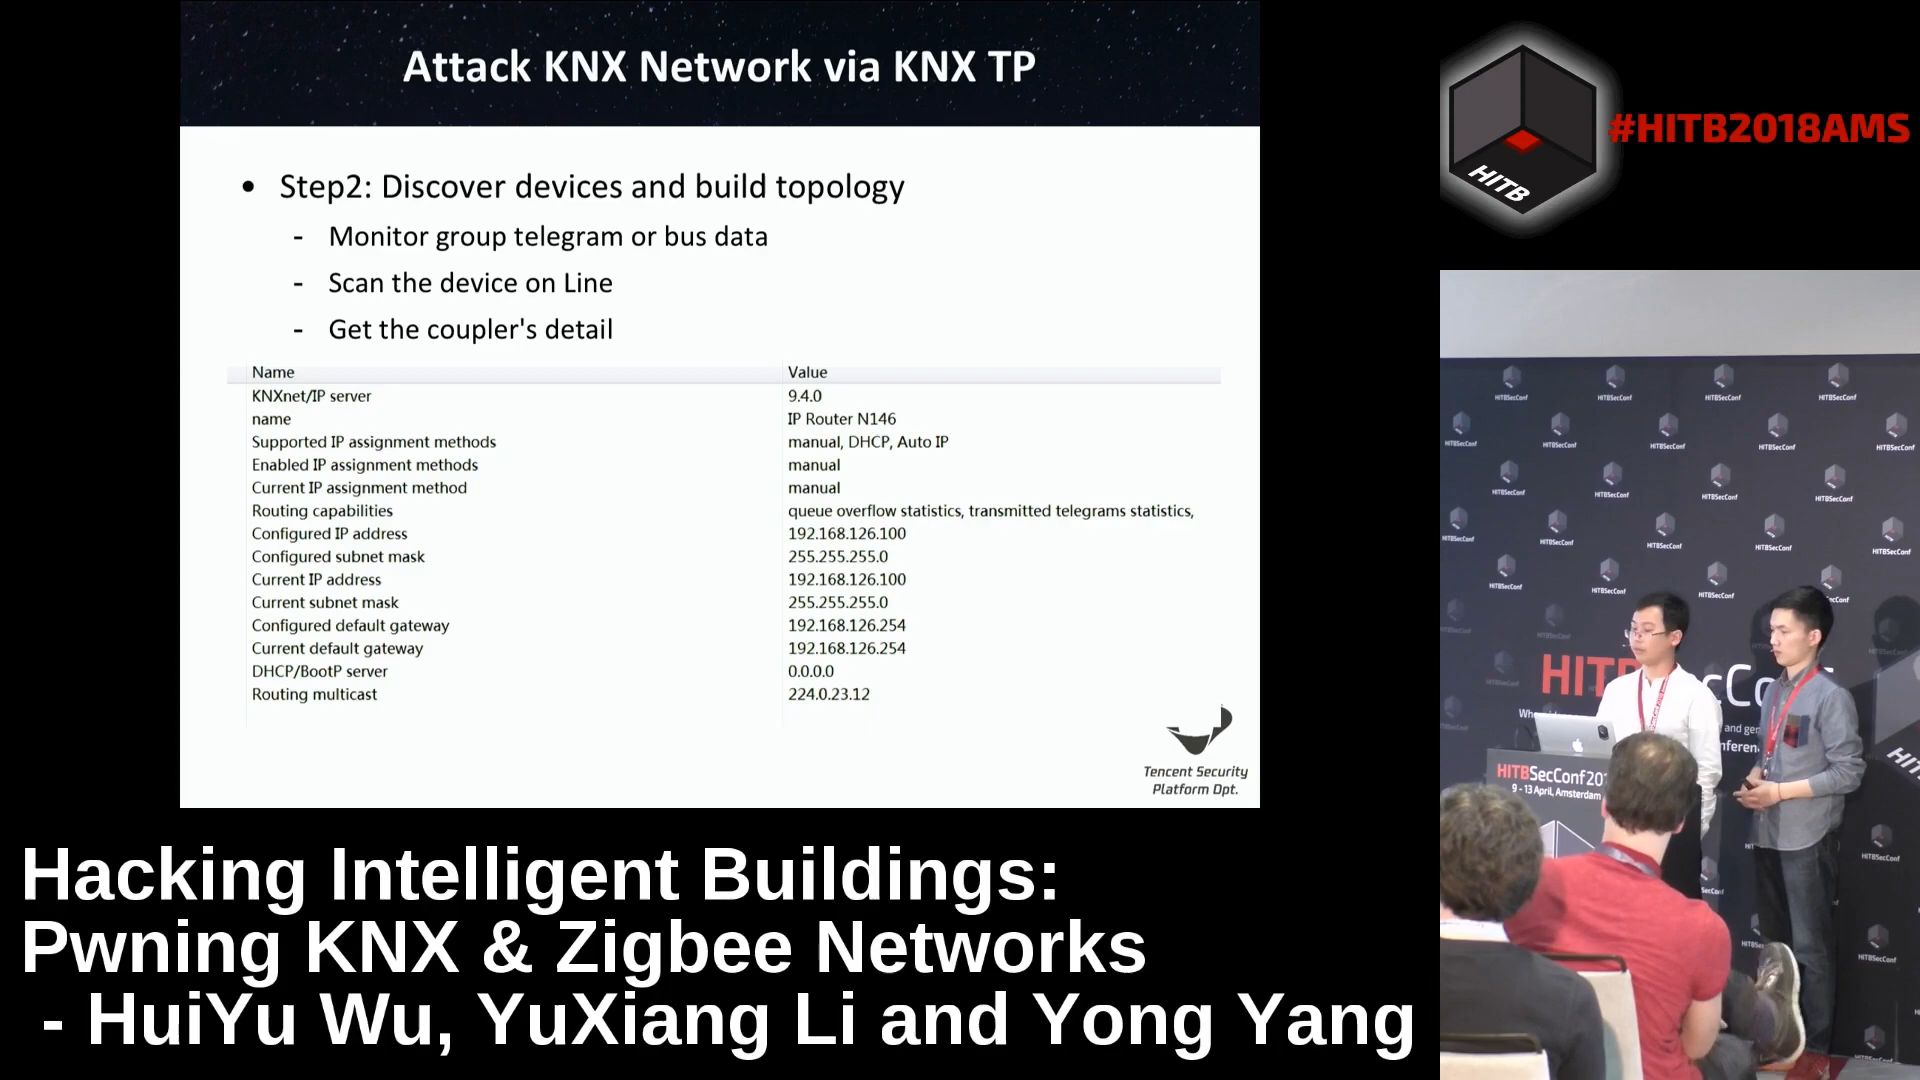 Attack KNX Network via KNX TP
• Step2: Discover devices and build topology
- Monitor group telegram or bus data
- Scan the device on Line
- Get the coupler's detail
Name Value
KNXnet/IP server 9.4.0
name IP Router N146
Supported IP assignment methods manual, DHCP, Auto IP
Enabled IP assignment methods manual
Current IP assignment method manual
Routing capabilities queue overflow statistics, transmitted telegrams statistics,
Configured IP address 192.168.126.100
Configured subnet mask 255.255.255.0
Current IP address 192.168.126.100
Current subnet mask 255.255.255.0
Configured default gateway 192.168.126.254
Current default gateway 192.168.126.254
DHCP/BootP server 0.0.0.0
Routing multicast 224.0.23.12
Tencent Security
Platform Dpt.
HITB
#HITB2018AMS
HITBSecConf
HITBSecConf20
9 - 13 April, Amsterdam
Hacking Intelligent Buildings:
Pwning KNX & Zigbee Networks
- HuiYu Wu, YuXiang Li and Yong Yang